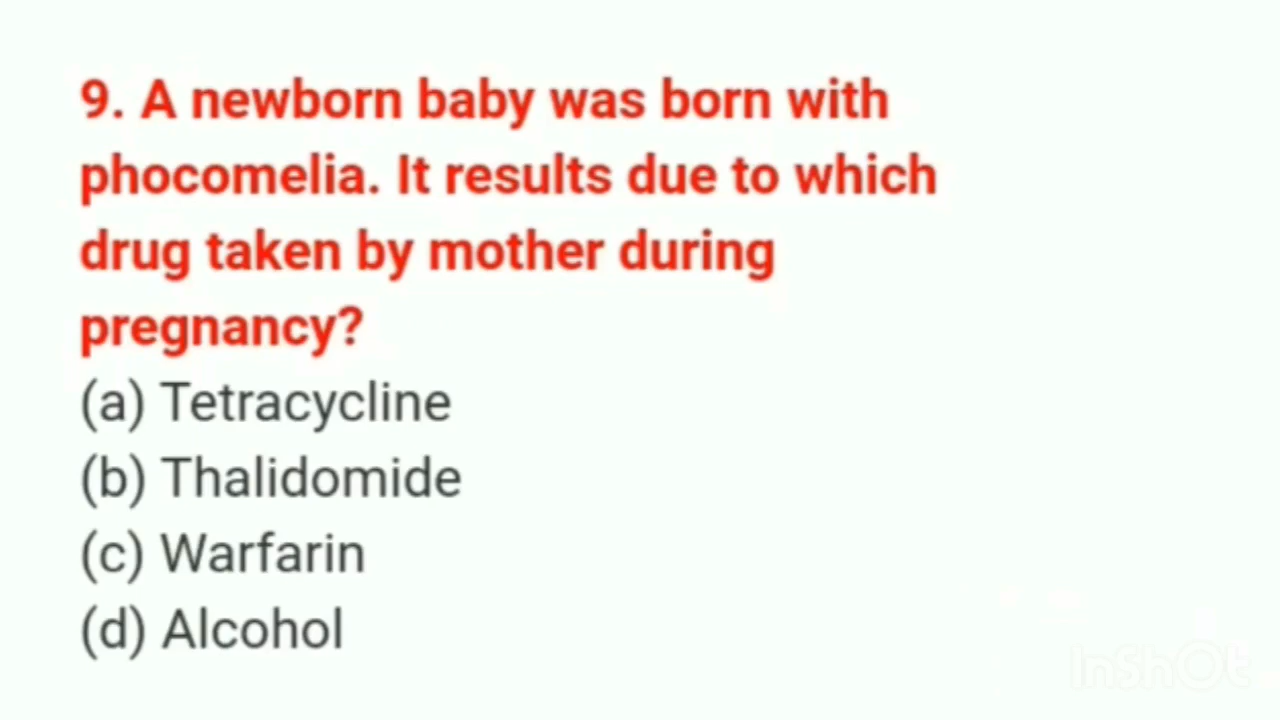 9. A newborn baby was born with
phocomelia. It results due to which
drug taken by mother during
pregnancy?
(a) Tetracycline
(b) Thalidomide
(c) Warfarin
(d) Alcohol
InShOt